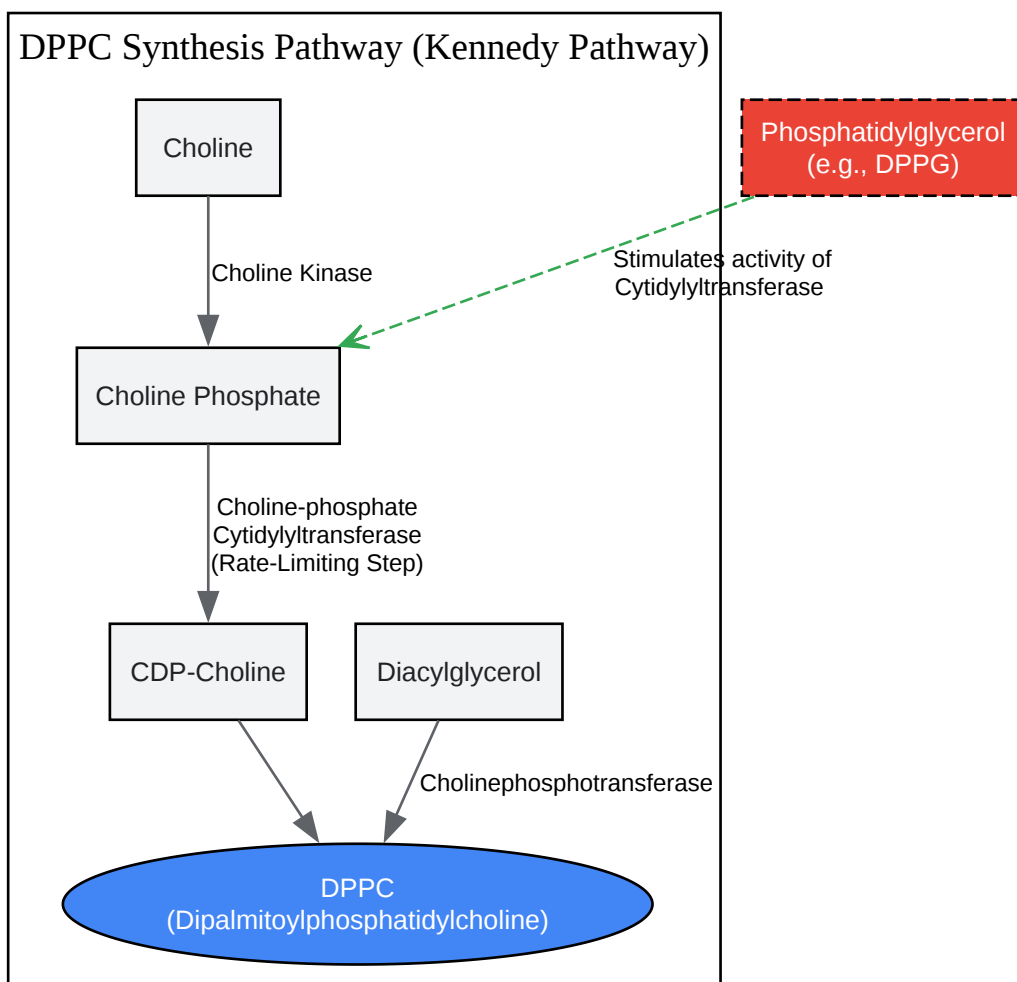 DPPC Synthesis Pathway (Kennedy Pathway)
Choline
Phosphatidylglycerol
(e.g., DPPG)
Choline Kinase
Stimulates activity of
Cytidylyltransferase
Choline Phosphate
Choline-phosphate
Cytidylyltransferase
(Rate-Limiting Step)
CDP-Choline
Diacylglycerol
Cholinephosphotransferase
DPPC
(Dipalmitoylphosphatidylcholine)